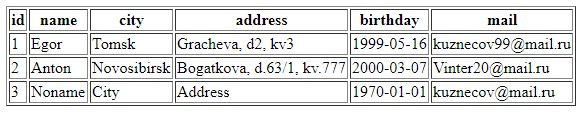 id name city address birthday mail
1 Egor Tomsk Gracheva, d2, kv3 1999-05-16 kuznecov99@mail.ru
2 Anton Novosibirsk Bogatkova, d.63/1, kv.777 2000-03-07 Vinter20@mail.ru
3 Noname City Address 1970-01-01 kuznecov@mail.ru